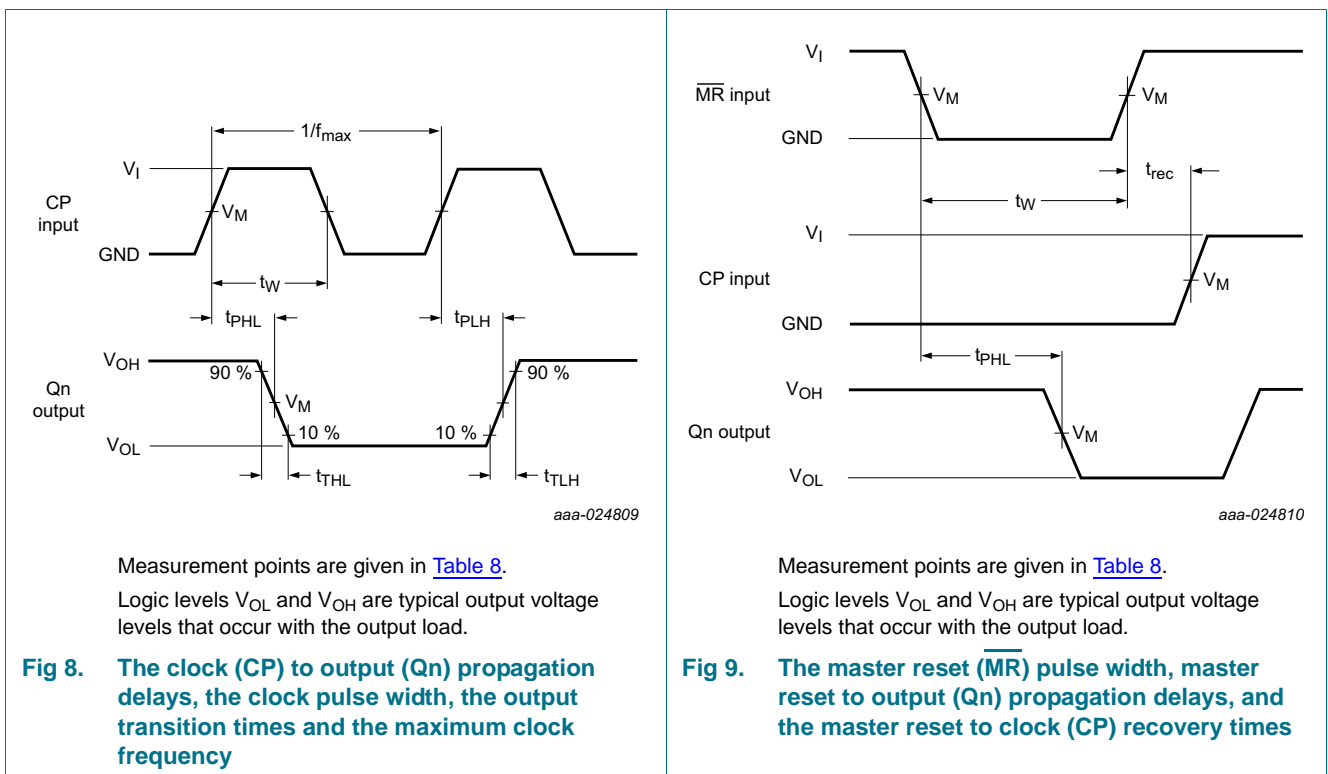 1/fmax
VI
CP
input
VM
GND
tW
tPHL
tPLH
VOH
90 %
90 %
Qn
output
VM
10 %
10 %
VOL
tTHL
tTLH
aaa-024809
Measurement points are given in Table 8.
Logic levels VOL and VOH are typical output voltage
levels that occur with the output load.
Fig 8. The clock (CP) to output (Qn) propagation
delays, the clock pulse width, the output
transition times and the maximum clock
frequency
VI
M̅R̅ input
VM
VM
GND
trec
tW
VI
CP input
VM
GND
tPHL
VOH
Qn output
VM
VOL
aaa-024810
Measurement points are given in Table 8.
Logic levels VOL and VOH are typical output voltage
levels that occur with the output load.
Fig 9. The master reset (M̅R̅) pulse width, master
reset to output (Qn) propagation delays, and
the master reset to clock (CP) recovery times